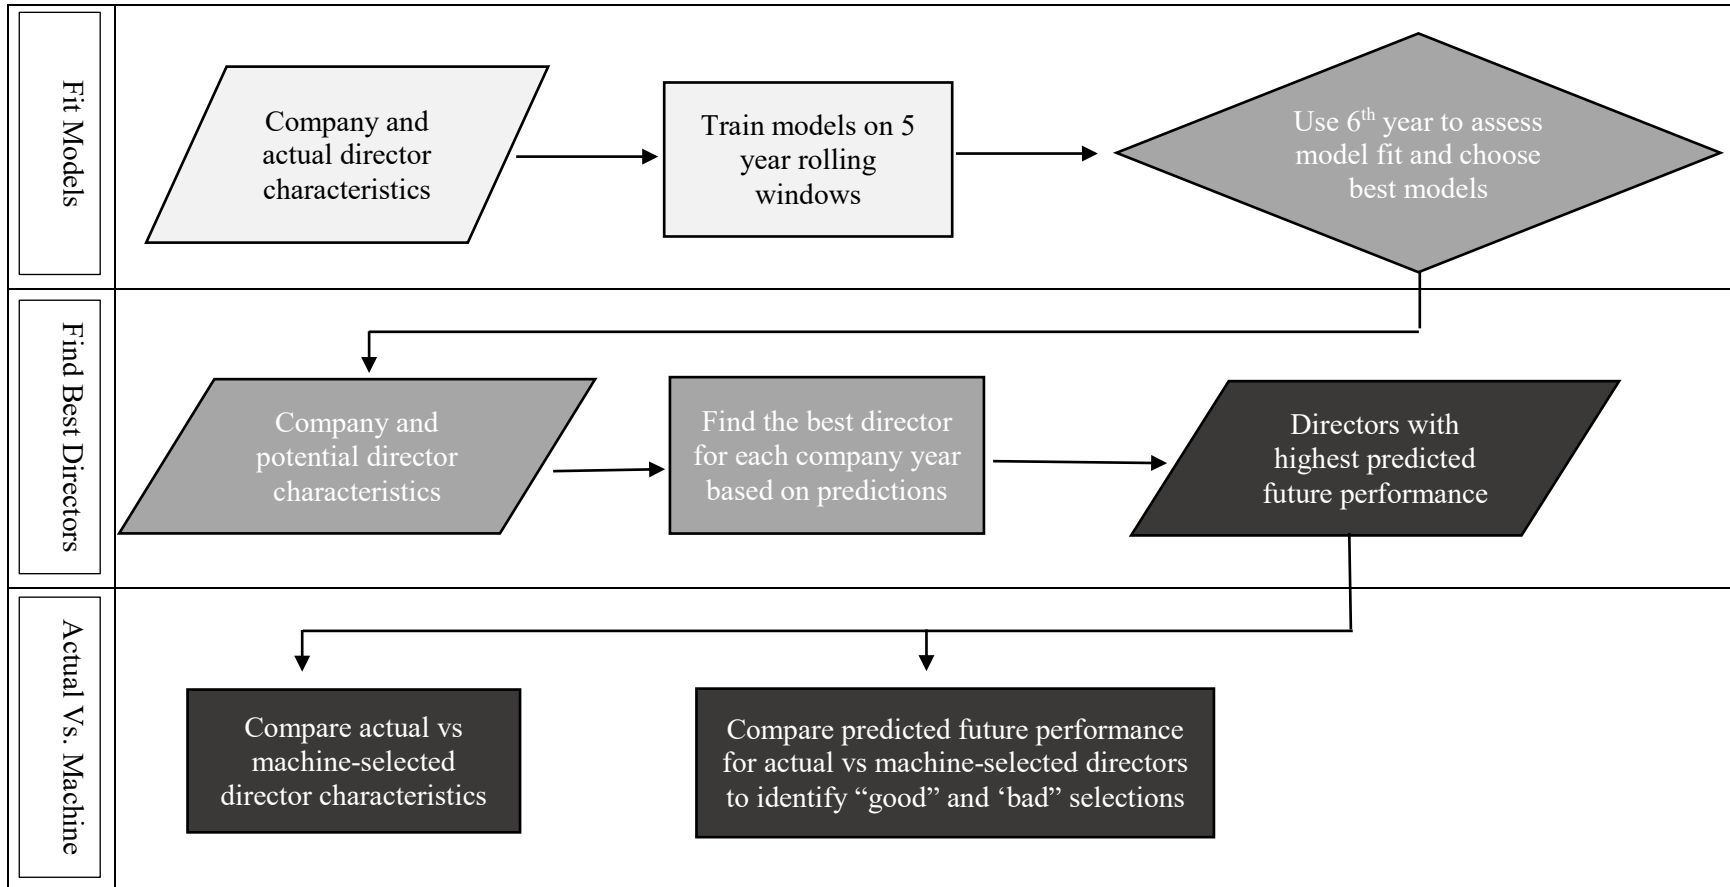 Fit Models
Company and
actual director
characteristics
Train models on 5
year rolling
windows
Use 6th year to assess
model fit and choose
best models
Find Best Directors
Company and
potential director
characteristics
Find the best director
for each company year
based on predictions
Directors with
highest predicted
future performance
Actual Vs. Machine
Compare actual vs
machine-selected
director characteristics
Compare predicted future performance
for actual vs machine-selected directors
to identify “good” and ‘bad” selections